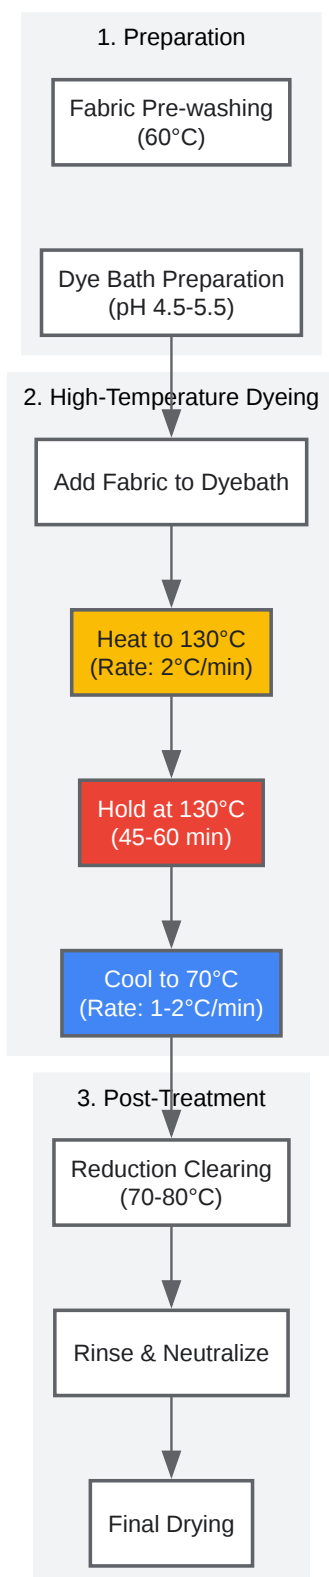 1. Preparation
Fabric Pre-washing
(60°C)
Dye Bath Preparation
(pH 4.5-5.5)
2. High-Temperature Dyeing
Add Fabric to Dyebath
Heat to 130°C
(Rate: 2°C/min)
Hold at 130°C
(45-60 min)
Cool to 70°C
(Rate: 1-2°C/min)
3. Post-Treatment
Reduction Clearing
(70-80°C)
Rinse & Neutralize
Final Drying